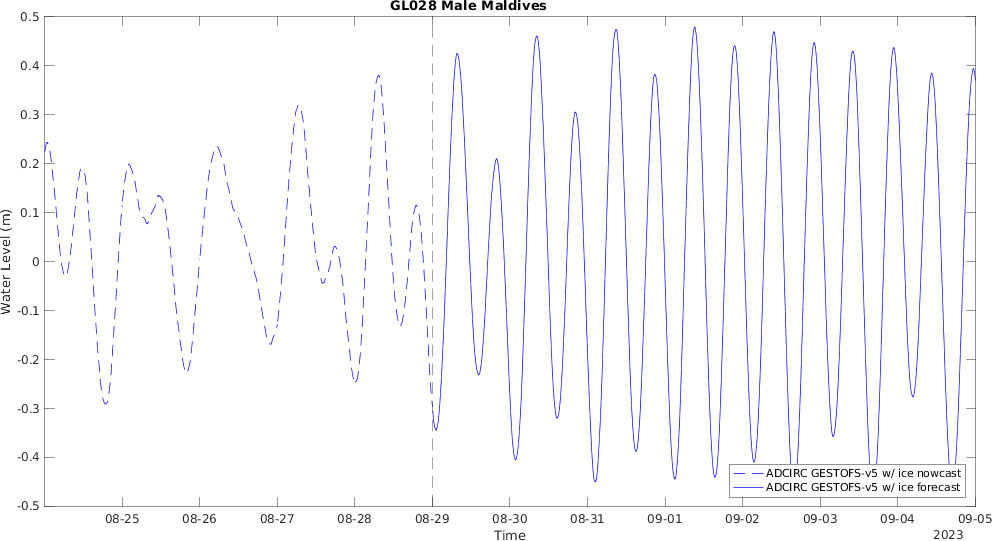 GL028 Male Maldives
0.5
0.4
0.3
0.2
0.1
0
-0.1
-0.2
-0.3
-0.4
-0.5
Water Level (m)
ADCIRC GESTOFS-v5 w/ ice nowcast
ADCIRC GESTOFS-v5 w/ ice forecast
08-25 08-26 08-27 08-28 08-29 08-30 08-31 09-01 09-02 09-03 09-04 09-05
Time
2023